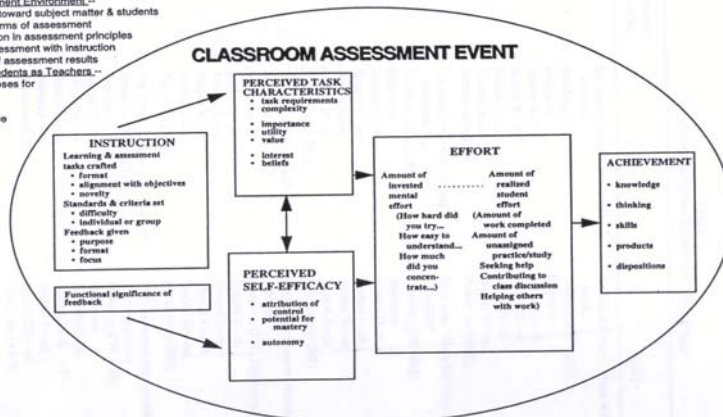 ment Environment --
toward subject matter & students
rms of assessment
on in assessment principles
essment with instruction
f assessment results
dents as Teachers --
oses for
CLASSROOM ASSESSMENT EVENT
INSTRUCTION
Learning & assessment
tasks crafted
• format
• alignment with objectives
• novelty
Standards & criteria set
• difficulty
• individual or group
Feedback given
• purpose
• format
• focus
Functional significance of
feedback
PERCEIVED TASK
CHARACTERISTICS
• task requirements
• complexity
• importance
• utility
• value
• interest
• beliefs
PERCEIVED
SELF-EFFICACY
• attribution of
control
• potential for
mastery
• autonomy
EFFORT
Amount of
invested
mental
effort
(How hard did
you try...
How easy to
understand...
How much
did you
concen-
trate...)
..........
Amount of
realized
student
effort
(Amount of
work completed
Amount of
unassigned
practice/study
Seeking help
Contributing to
class discussion
Helping others
with work)
ACHIEVEMENT
• knowledge
• thinking
• skills
• products
• dispositions